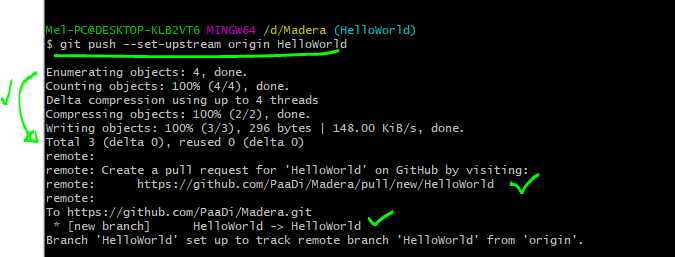 Mel-PC@DESKTOP-KLB2VT6 MINGW64 /d/Madera (HelloWorld)
$ git push --set-upstream origin HelloWorld
Enumerating objects: 4, done.
Counting objects: 100% (4/4), done.
Delta compression using up to 4 threads
Compressing objects: 100% (2/2), done.
Writing objects: 100% (3/3), 296 bytes | 148.00 KiB/s, done.
Total 3 (delta 0), reused 0 (delta 0)
remote:
remote: Create a pull request for 'HelloWorld' on GitHub by visiting:
remote:      https://github.com/PaaDi/Madera/pull/new/HelloWorld
remote:
To https://github.com/PaaDi/Madera.git
 * [new branch]      HelloWorld -> HelloWorld
Branch 'HelloWorld' set up to track remote branch 'HelloWorld' from 'origin'.